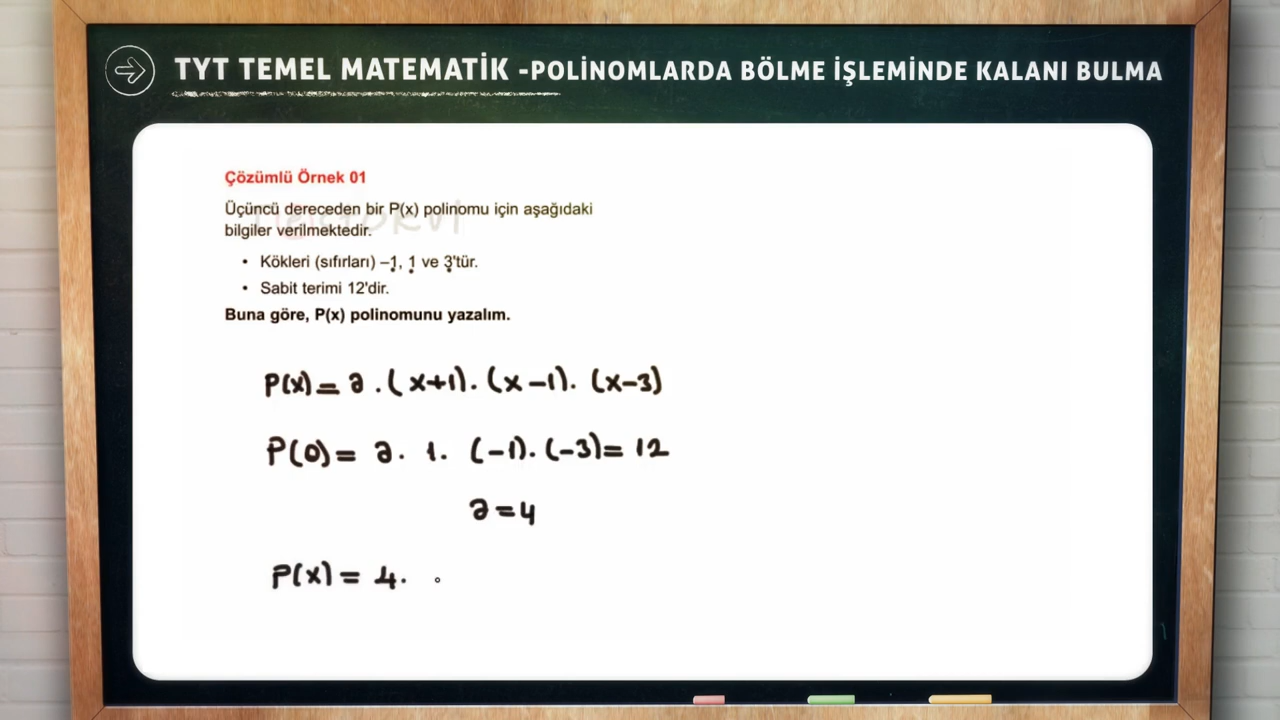 TYT TEMEL MATEMATİK -POLİNOMLARDA BÖLME İŞLEMİNDE KALANI BULMA
Çözümlü Örnek 01
Üçüncü dereceden bir P(x) polinomu için aşağıdaki
bilgiler verilmektedir.
• Kökleri (sıfırları) –1, 1 ve 3'tür.
• Sabit terimi 12'dir.
Buna göre, P(x) polinomunu yazalım.
P(x) = a . (x+1). (x-1). (x-3)
P(0) = a. 1. (-1). (-3) = 12
a = 4
P(x) = 4.